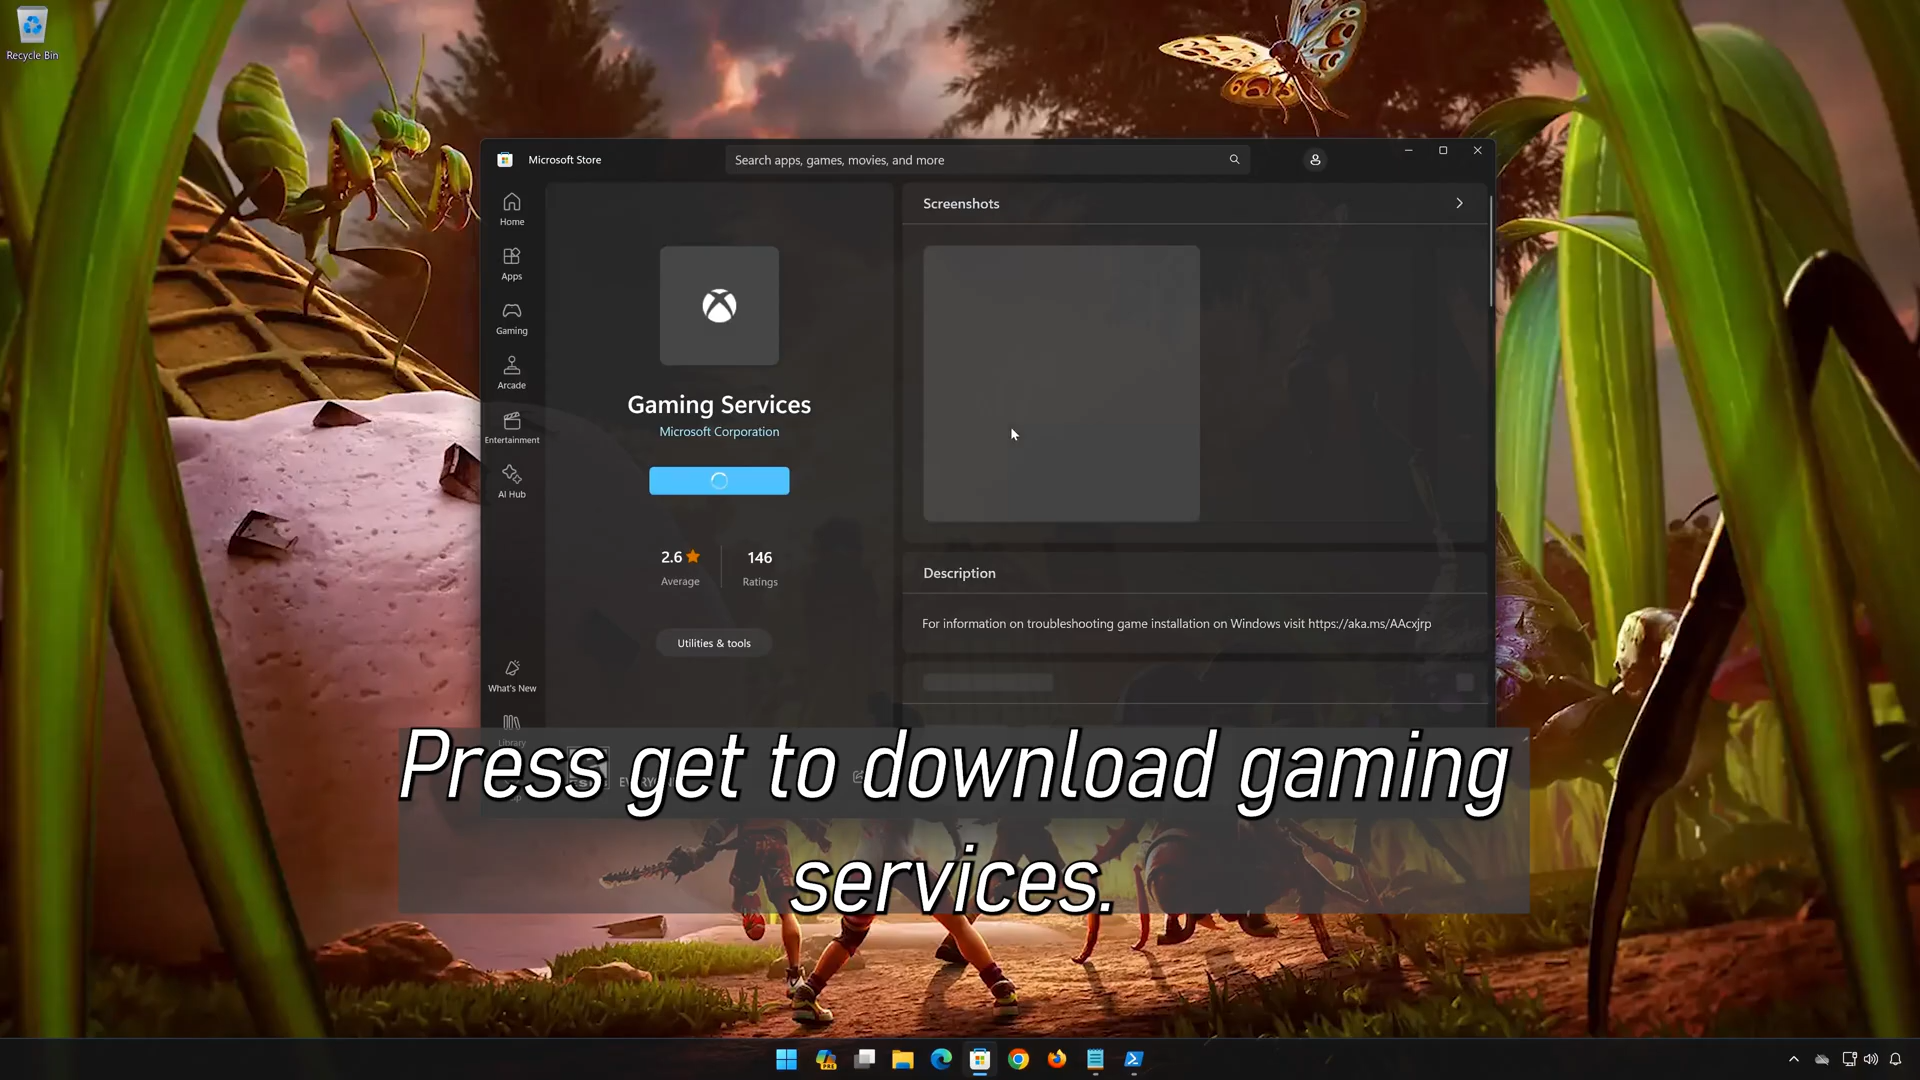 Recycle Bin
Microsoft Store
Search apps, games, movies, and more
Home
Apps
Gaming
Arcade
Entertainment
AI Hub
What's New
Library
Gaming Services
Microsoft Corporation
2.6
Average
146
Ratings
Utilities & tools
Screenshots
Description
For information on troubleshooting game installation on Windows visit https://aka.ms/AAcxjrp
Press get to download gaming
services.